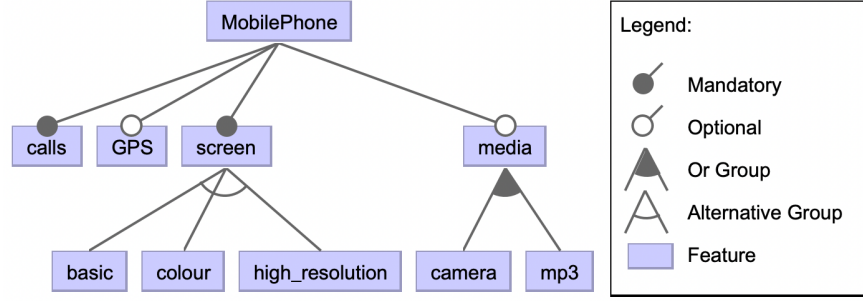 MobilePhone
calls
GPS
screen
media
basic
colour
high_resolution
camera
mp3
Legend:
Mandatory
Optional
Or Group
Alternative Group
Feature